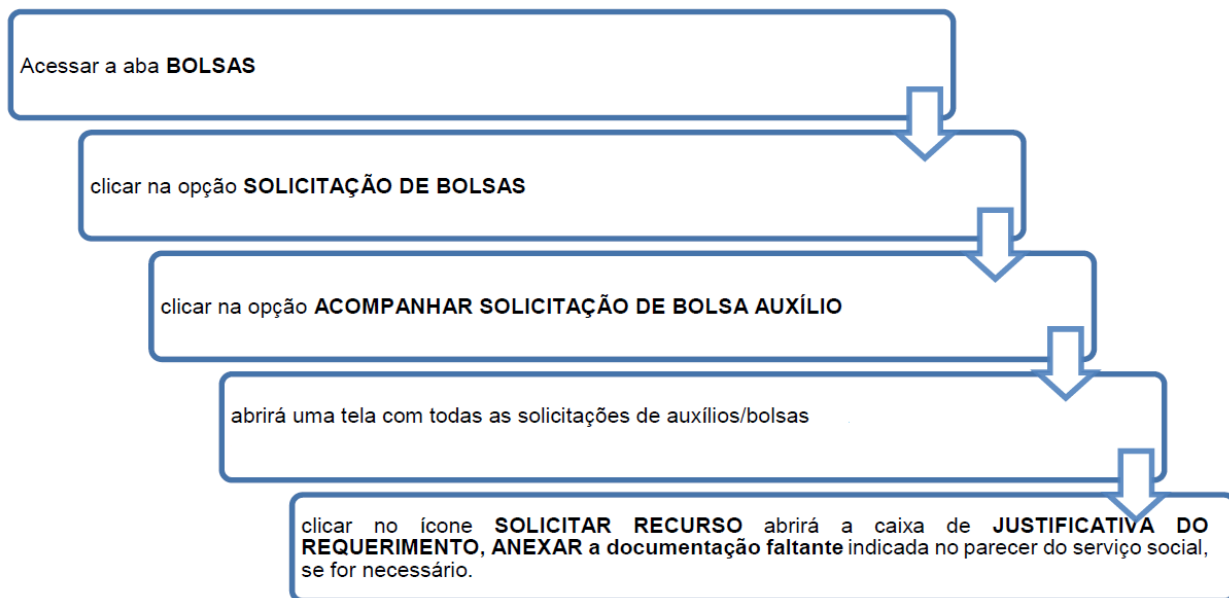 Acessar a aba BOLSAS
clicar na opção SOLICITAÇÃO DE BOLSAS
clicar na opção ACOMPANHAR SOLICITAÇÃO DE BOLSA AUXÍLIO
abrirá uma tela com todas as solicitações de auxílios/bolsas
clicar no ícone SOLICITAR RECURSO abrirá a caixa de JUSTIFICATIVA DO
REQUERIMENTO, ANEXAR a documentação faltante indicada no parecer do serviço social,
se for necessário.